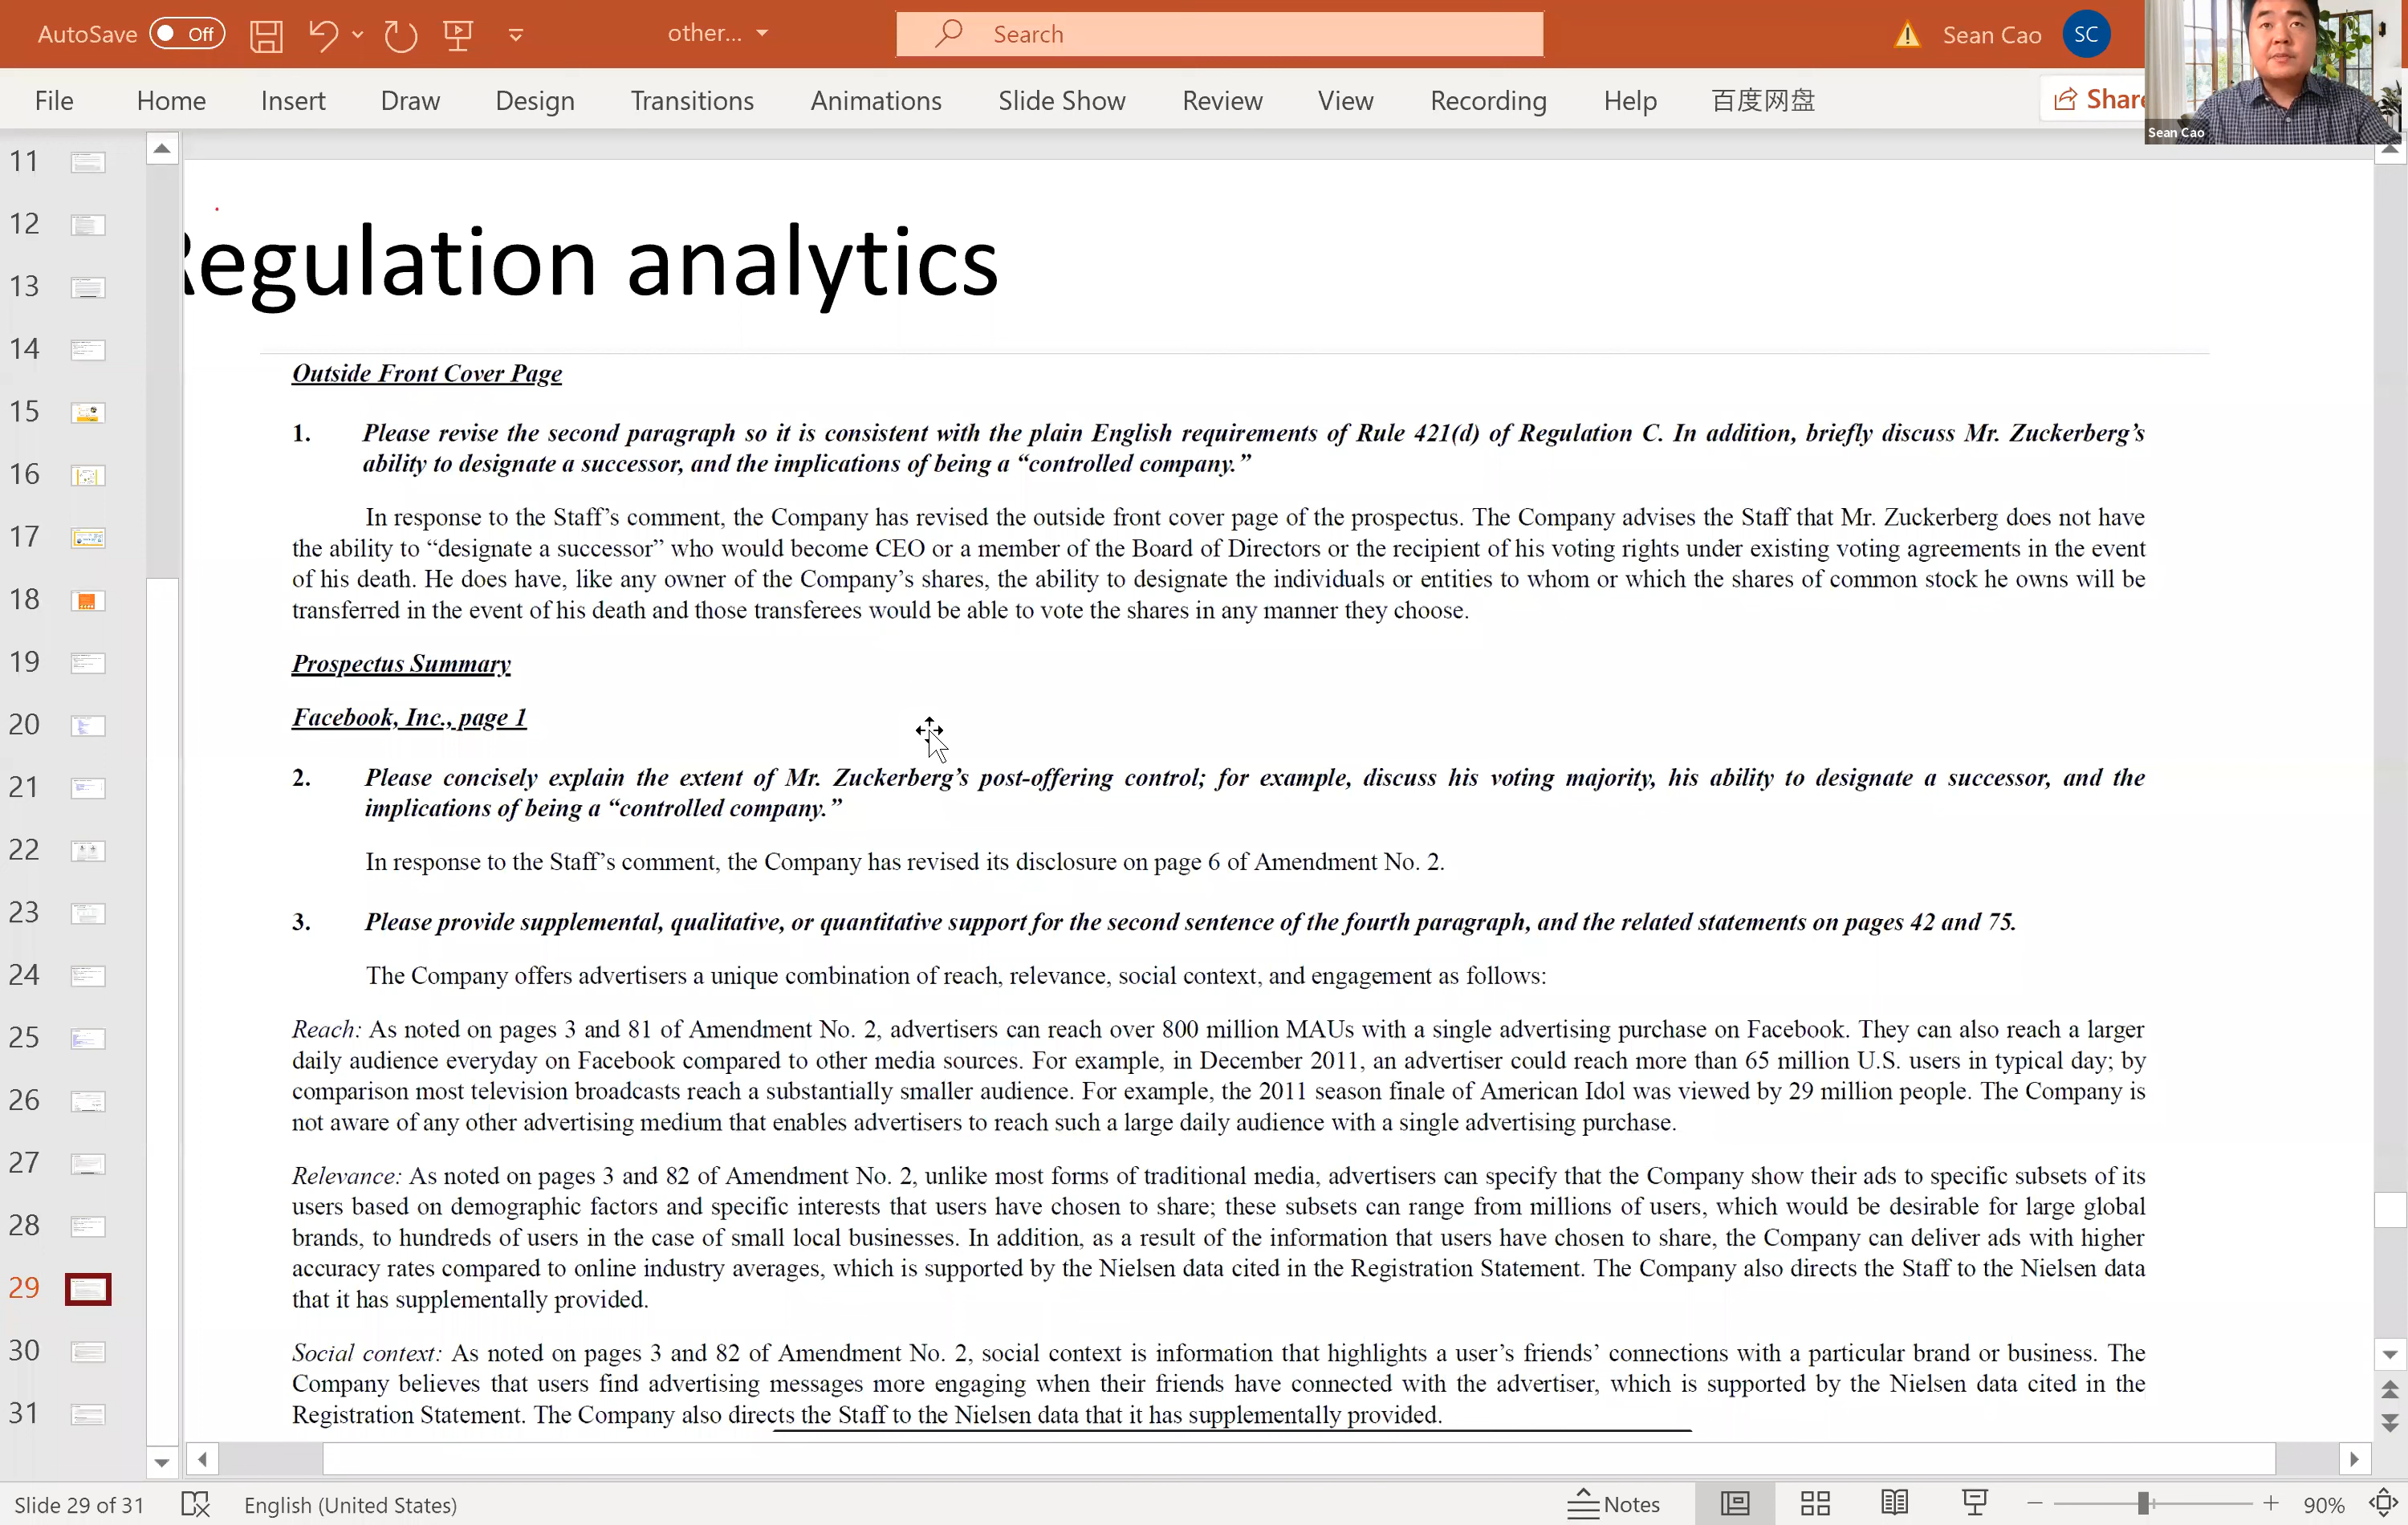 AutoSave Off other... Search Sean Cao SC
File Home Insert Draw Design Transitions Animations Slide Show Review View Recording Help 百度网盘 Share
Sean Cao
11
12
13
14
15
16
17
18
19
20
21
22
23
24
25
26
27
28
29
30
31
Regulation analytics
Outside Front Cover Page
1. Please revise the second paragraph so it is consistent with the plain English requirements of Rule 421(d) of Regulation C. In addition, briefly discuss Mr. Zuckerberg’s
ability to designate a successor, and the implications of being a “controlled company.”
In response to the Staff’s comment, the Company has revised the outside front cover page of the prospectus. The Company advises the Staff that Mr. Zuckerberg does not have
the ability to “designate a successor” who would become CEO or a member of the Board of Directors or the recipient of his voting rights under existing voting agreements in the event
of his death. He does have, like any owner of the Company’s shares, the ability to designate the individuals or entities to whom or which the shares of common stock he owns will be
transferred in the event of his death and those transferees would be able to vote the shares in any manner they choose.
Prospectus Summary
Facebook, Inc., page 1
2. Please concisely explain the extent of Mr. Zuckerberg’s post-offering control; for example, discuss his voting majority, his ability to designate a successor, and the
implications of being a “controlled company.”
In response to the Staff’s comment, the Company has revised its disclosure on page 6 of Amendment No. 2.
3. Please provide supplemental, qualitative, or quantitative support for the second sentence of the fourth paragraph, and the related statements on pages 42 and 75.
The Company offers advertisers a unique combination of reach, relevance, social context, and engagement as follows:
Reach: As noted on pages 3 and 81 of Amendment No. 2, advertisers can reach over 800 million MAUs with a single advertising purchase on Facebook. They can also reach a larger
daily audience everyday on Facebook compared to other media sources. For example, in December 2011, an advertiser could reach more than 65 million U.S. users in typical day; by
comparison most television broadcasts reach a substantially smaller audience. For example, the 2011 season finale of American Idol was viewed by 29 million people. The Company is
not aware of any other advertising medium that enables advertisers to reach such a large daily audience with a single advertising purchase.
Relevance: As noted on pages 3 and 82 of Amendment No. 2, unlike most forms of traditional media, advertisers can specify that the Company show their ads to specific subsets of its
users based on demographic factors and specific interests that users have chosen to share; these subsets can range from millions of users, which would be desirable for large global
brands, to hundreds of users in the case of small local businesses. In addition, as a result of the information that users have chosen to share, the Company can deliver ads with higher
accuracy rates compared to online industry averages, which is supported by the Nielsen data cited in the Registration Statement. The Company also directs the Staff to the Nielsen data
that it has supplementally provided.
Social context: As noted on pages 3 and 82 of Amendment No. 2, social context is information that highlights a user’s friends’ connections with a particular brand or business. The
Company believes that users find advertising messages more engaging when their friends have connected with the advertiser, which is supported by the Nielsen data cited in the
Registration Statement. The Company also directs the Staff to the Nielsen data that it has supplementally provided.
Slide 29 of 31 English (United States) Notes 90%